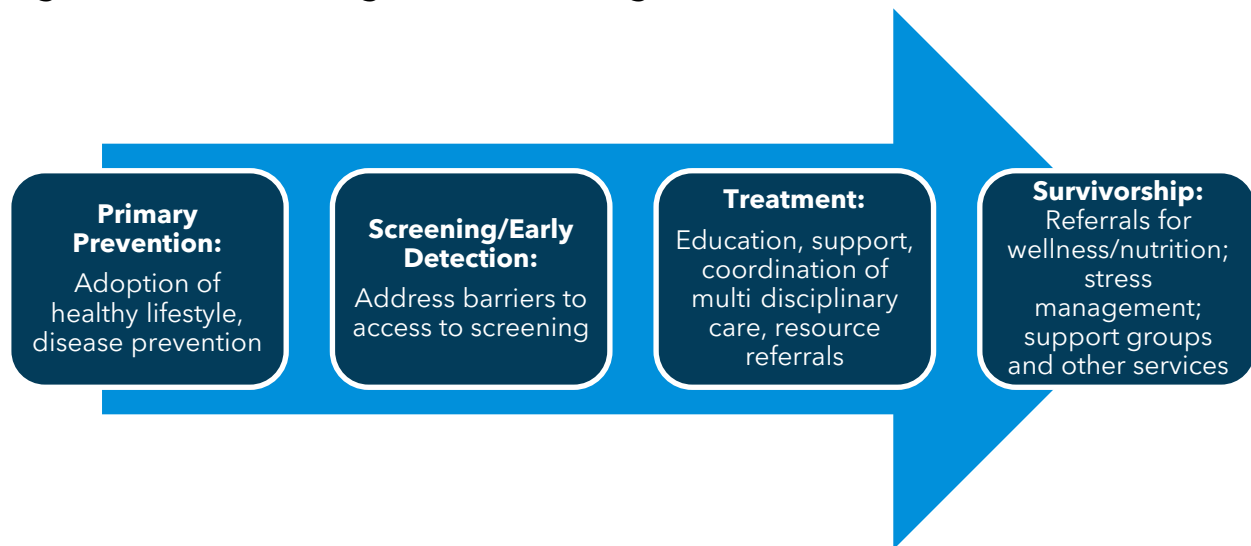 Primary
Prevention:
Adoption of
healthy lifestyle,
disease prevention
Screening/Early
Detection:
Address barriers to
access to screening
Treatment:
Education, support,
coordination of
multi disciplinary
care, resource
referrals
Survivorship:
Referrals for
wellness/nutrition;
stress
management;
support groups
and other services